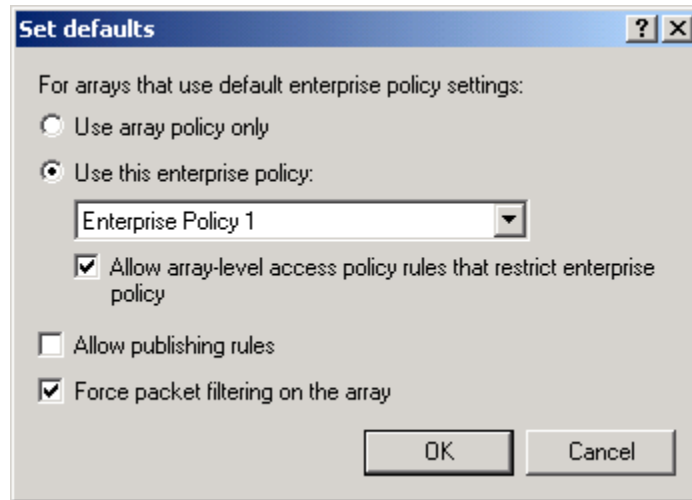 Set defaults
For arrays that use default enterprise policy settings:
Use array policy only
Use this enterprise policy:
Enterprise Policy 1
Allow array-level access policy rules that restrict enterprise
policy
Allow publishing rules
Force packet filtering on the array
OK Cancel